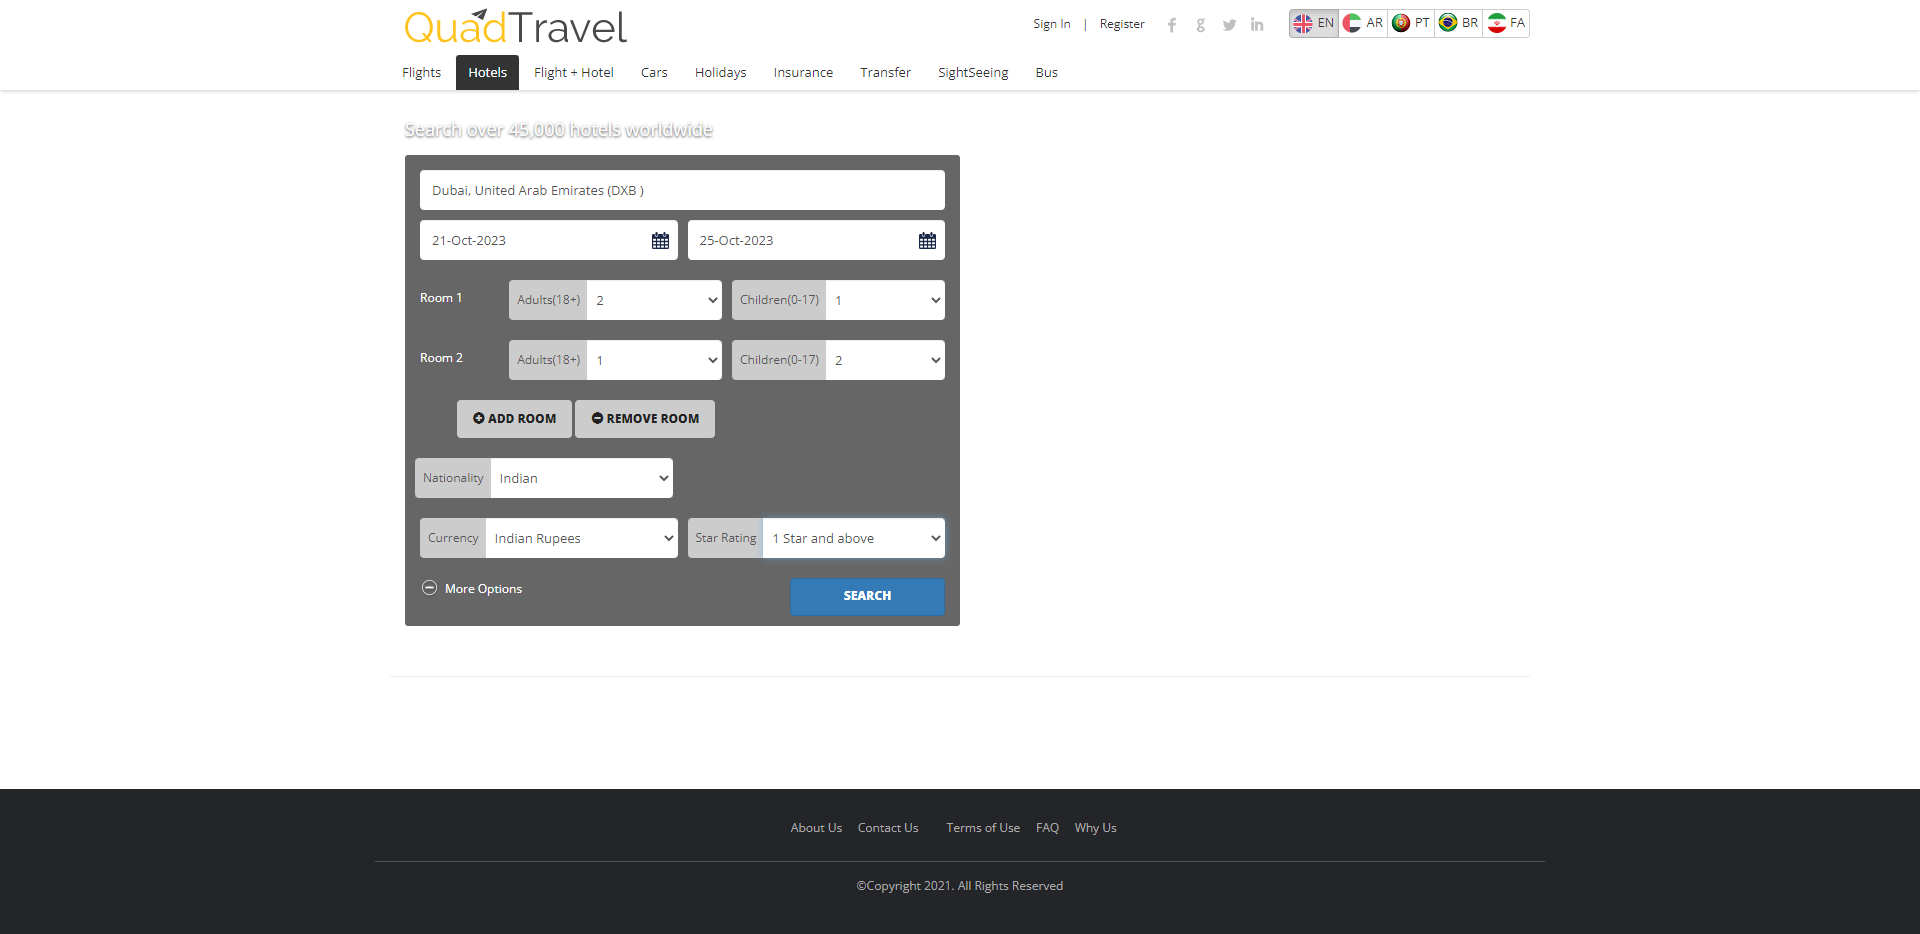 QuadTravel
Sign In | Register
EN AR PT BR FA
Flights Hotels Flight + Hotel Cars Holidays Insurance Transfer SightSeeing Bus
Search over 45,000 hotels worldwide
Dubai, United Arab Emirates (DXB )
21-Oct-2023 25-Oct-2023
Room 1 Adults(18+) 2 Children(0-17) 1
Room 2 Adults(18+) 1 Children(0-17) 2
ADD ROOM REMOVE ROOM
Nationality Indian
Currency Indian Rupees Star Rating 1 Star and above
More Options SEARCH
About Us Contact Us Terms of Use FAQ Why Us
©Copyright 2021. All Rights Reserved